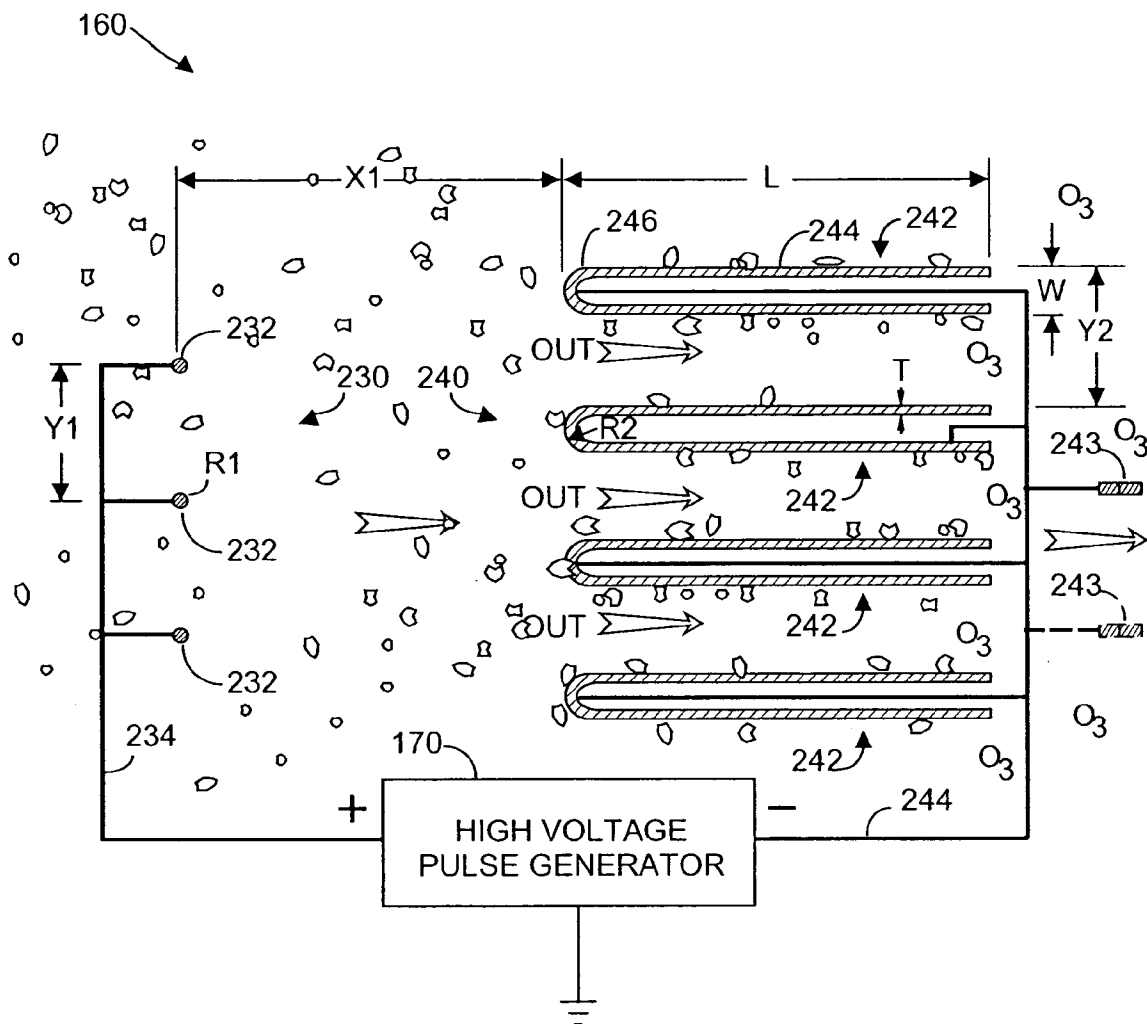 160
X1
L
O3
246
244
242
W
Y2
232
OUT
O3
T
Y1
230
240
R2
O3
243
R1
OUT
242
O3
232
243
OUT
242
O3
232
234
170
O3
242
O3
+
−
244
HIGH VOLTAGE
PULSE GENERATOR